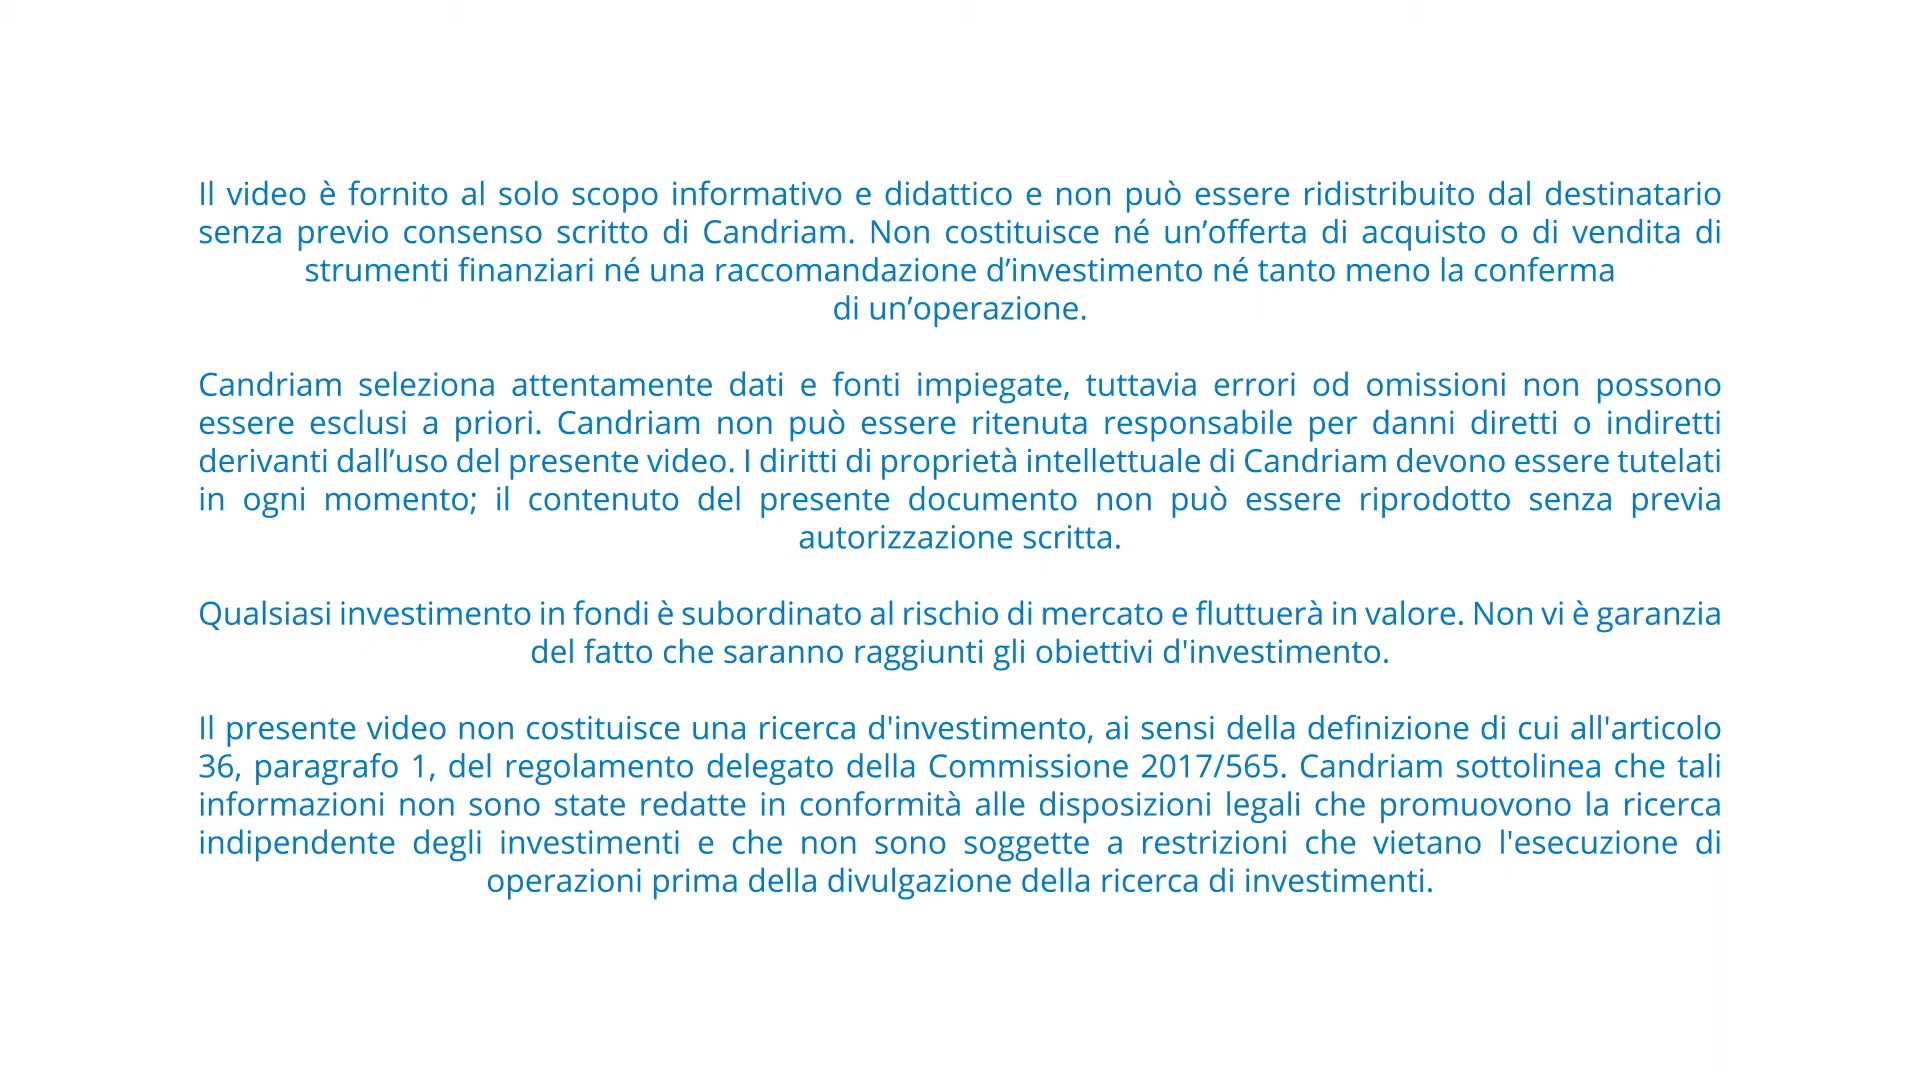 Il video è fornito al solo scopo informativo e didattico e non può essere ridistribuito dal destinatario
senza previo consenso scritto di Candriam. Non costituisce né un’offerta di acquisto o di vendita di
strumenti finanziari né una raccomandazione d’investimento né tanto meno la conferma
di un’operazione.
Candriam seleziona attentamente dati e fonti impiegate, tuttavia errori od omissioni non possono
essere esclusi a priori. Candriam non può essere ritenuta responsabile per danni diretti o indiretti
derivanti dall’uso del presente video. I diritti di proprietà intellettuale di Candriam devono essere tutelati
in ogni momento; il contenuto del presente documento non può essere riprodotto senza previa
autorizzazione scritta.
Qualsiasi investimento in fondi è subordinato al rischio di mercato e fluttuerà in valore. Non vi è garanzia
del fatto che saranno raggiunti gli obiettivi d'investimento.
Il presente video non costituisce una ricerca d'investimento, ai sensi della definizione di cui all'articolo
36, paragrafo 1, del regolamento delegato della Commissione 2017/565. Candriam sottolinea che tali
informazioni non sono state redatte in conformità alle disposizioni legali che promuovono la ricerca
indipendente degli investimenti e che non sono soggette a restrizioni che vietano l'esecuzione di
operazioni prima della divulgazione della ricerca di investimenti.